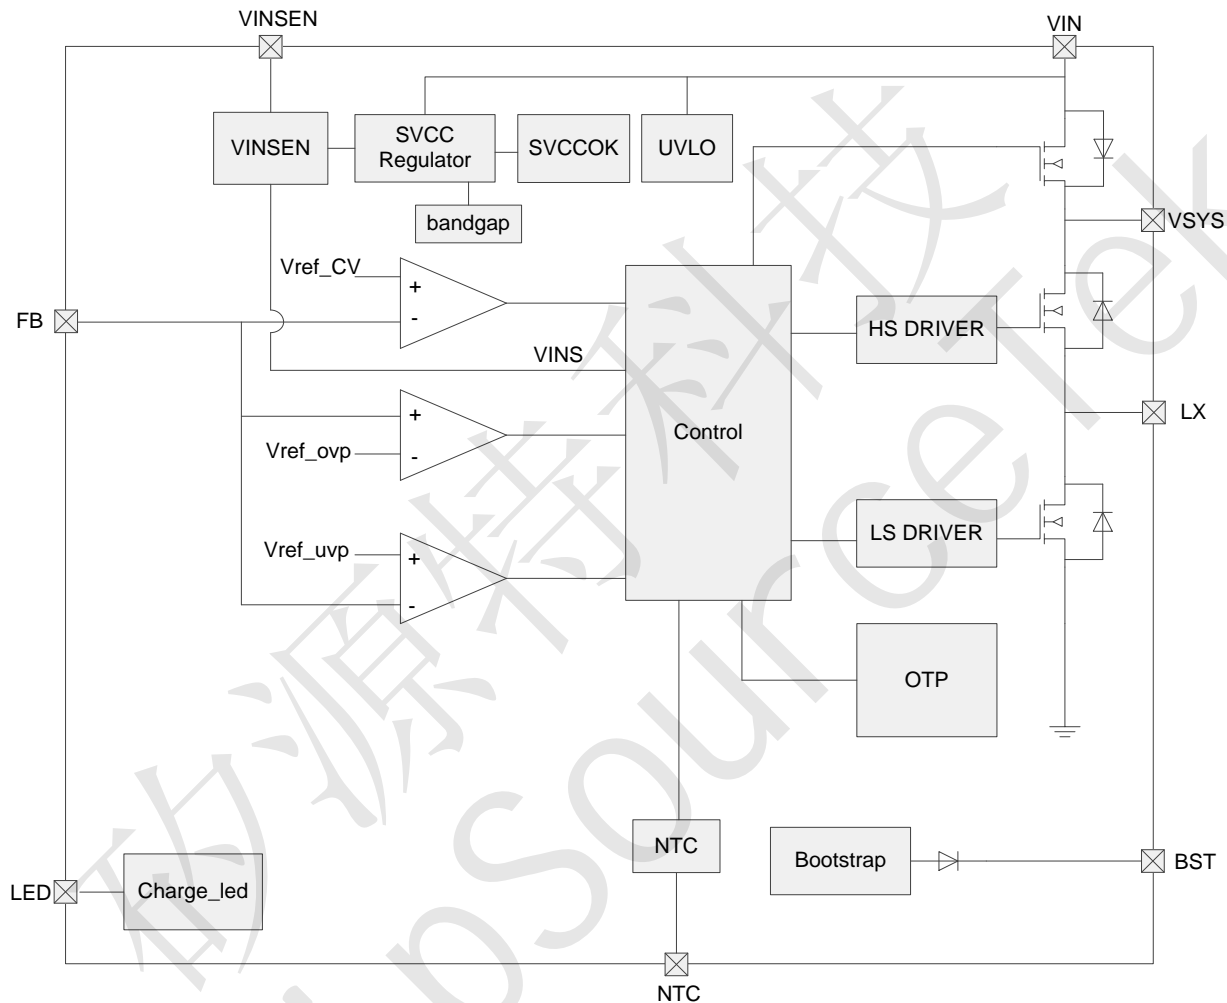 VINSEN
VIN
VINSEN
SVCC
Regulator
SVCCOK
UVLO
bandgap
VSYS
Vref_CV
+
-
FB
HS DRIVER
VINS
LX
+
Control
Vref_ovp
-
LS DRIVER
Vref_uvp
+
-
OTP
NTC
Bootstrap
BST
LED
Charge_led
NTC
矽源特科技
pSourceTek